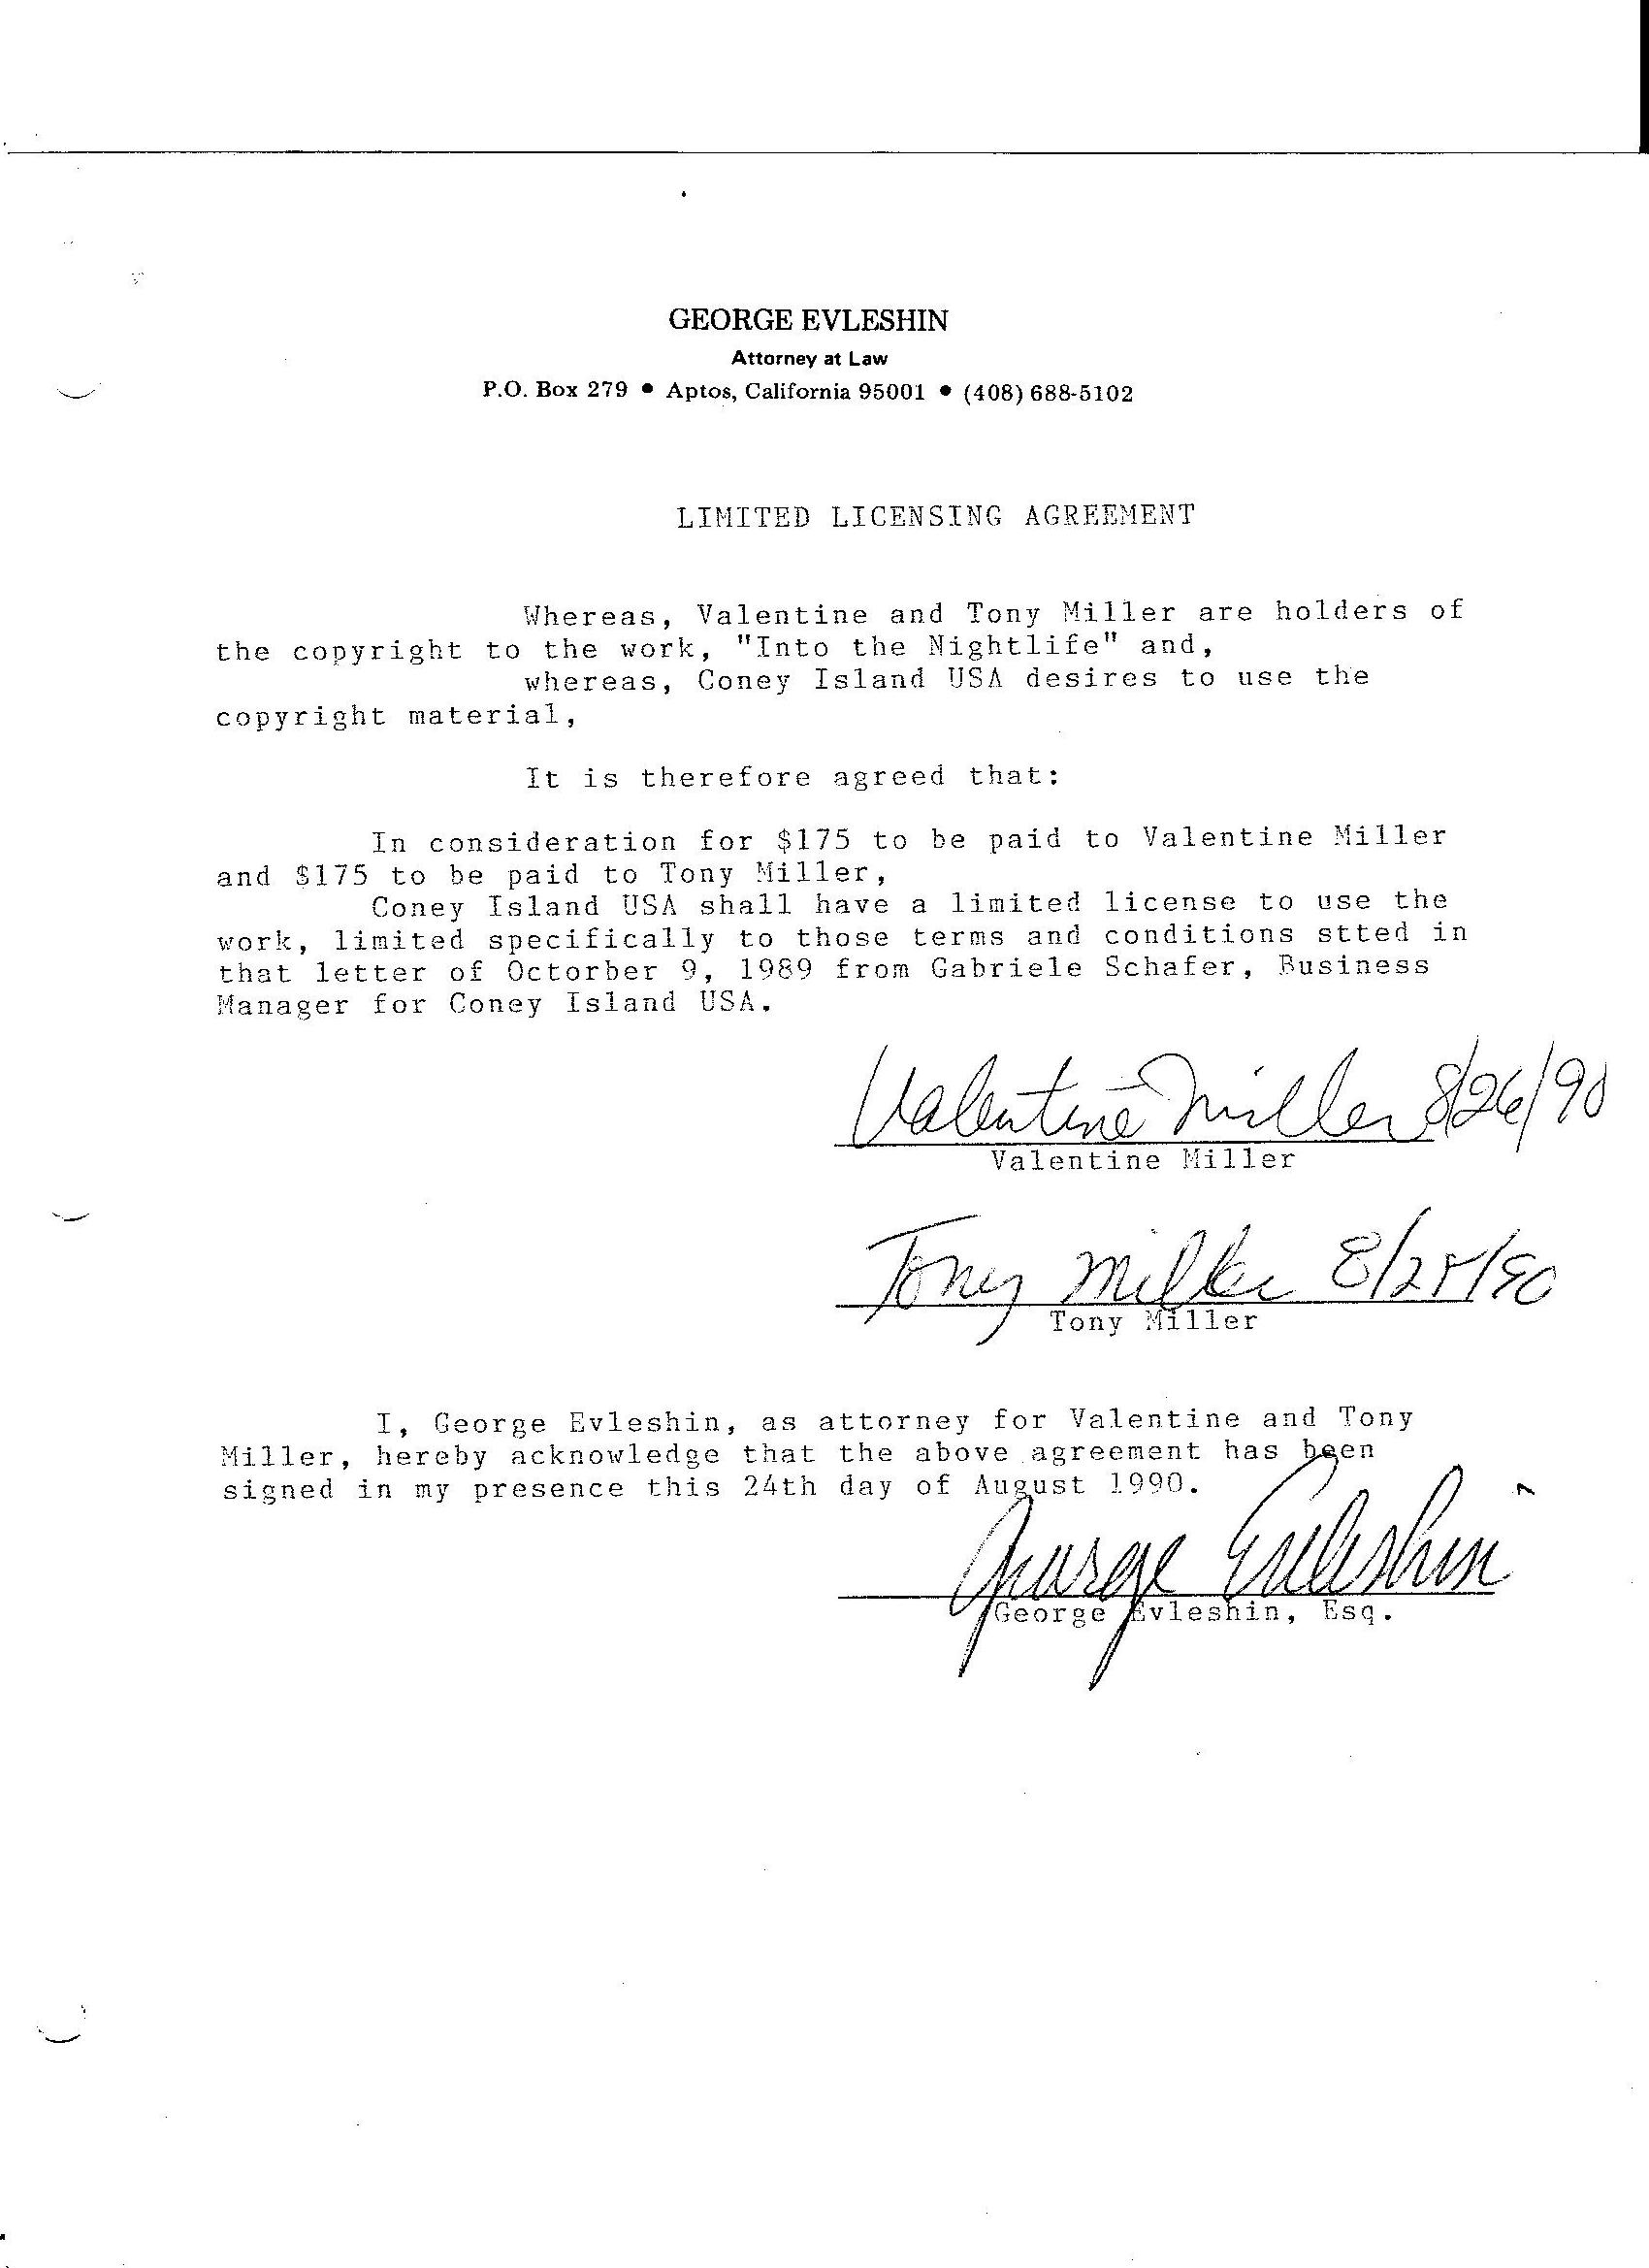 GEORGE EVLESHIN
Attorney at Law
P.O. Box 279 ● Aptos, California 95001 ● (408) 688-5102
LIMITED LICENSING AGREEMENT
Whereas, Valentine and Tony Miller are holders of
the copyright to the work, "Into the Nightlife" and,
whereas, Coney Island USA desires to use the
copyright material,
It is therefore agreed that:
In consideration for $175 to be paid to Valentine Miller
and $175 to be paid to Tony Miller,
Coney Island USA shall have a limited license to use the
work, limited specifically to those terms and conditions stted in
that letter of Octorber 9, 1989 from Gabriele Schafer, Business
Manager for Coney Island USA.
Valentine Miller 8/26/90
Valentine Miller
Tony Miller
Tony Miller
I, George Evleshin, as attorney for Valentine and Tony
Miller, hereby acknowledge that the above agreement has been
signed in my presence this 24th day of August 1990.
George Evleshin
George Evleshin, Esq.